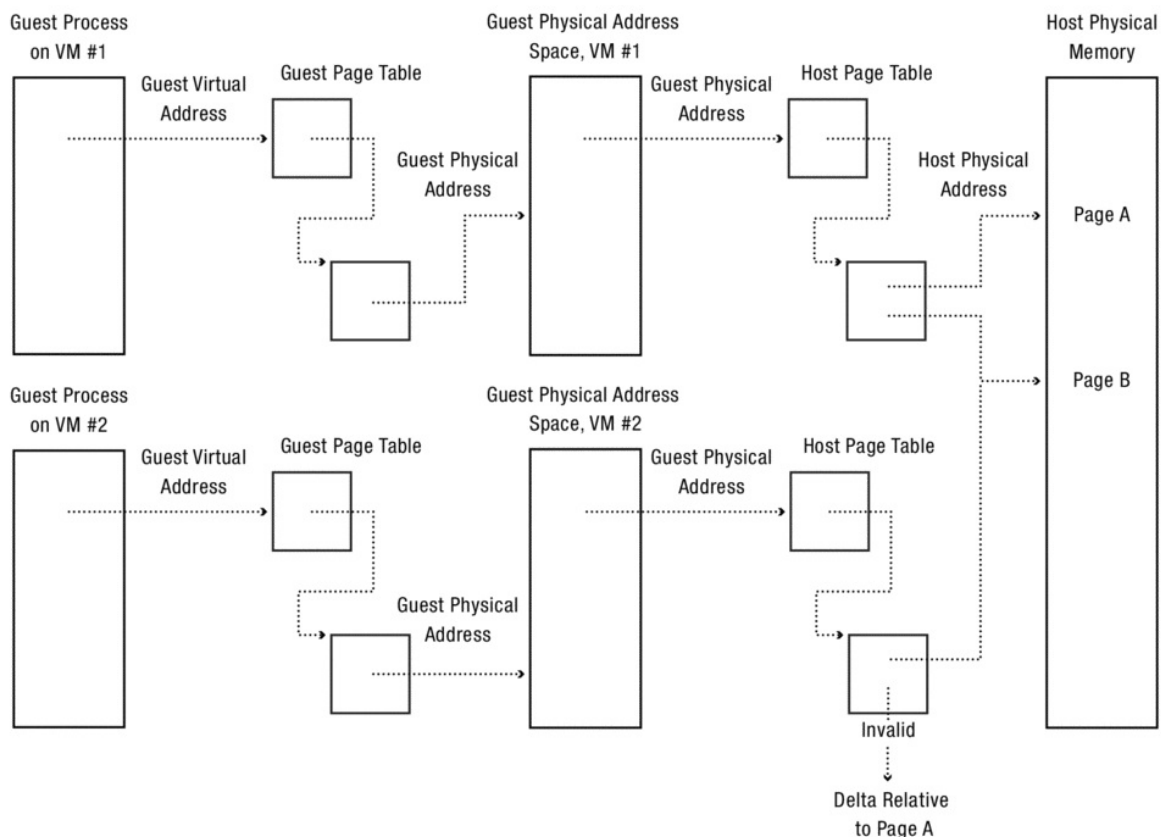 Guest Process
on VM #1
Guest Virtual
Address
Guest Page Table
Guest Physical
Address
Guest Physical Address
Space, VM #1
Guest Physical
Address
Host Page Table
Host Physical
Address
Host Physical
Memory
Page A
Page B
Guest Process
on VM #2
Guest Virtual
Address
Guest Page Table
Guest Physical
Address
Guest Physical Address
Space, VM #2
Guest Physical
Address
Host Page Table
Invalid
Delta Relative
to Page A